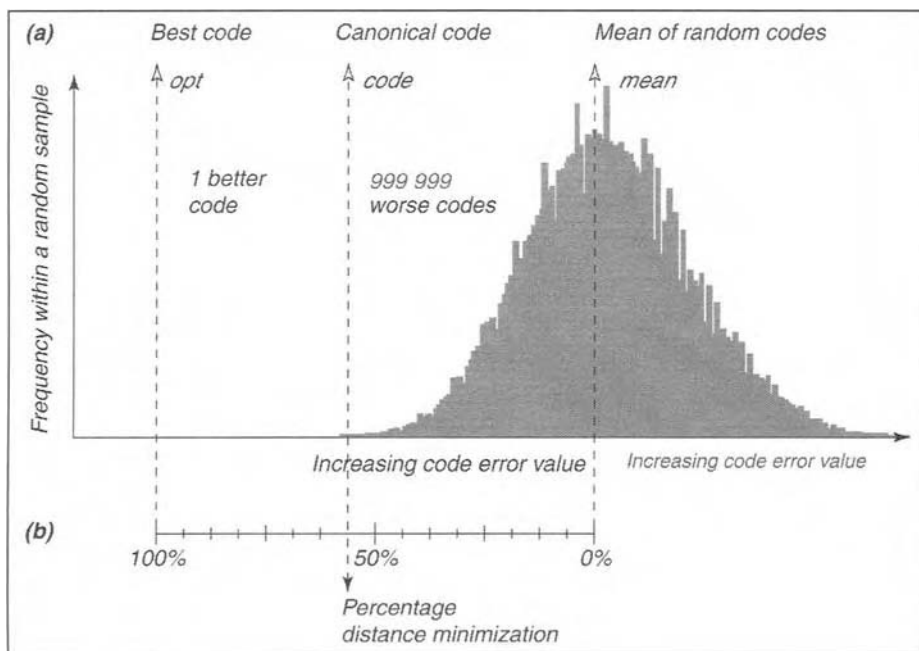 (a) Best code Canonical code Mean of random codes
opt code mean
1 better
code
999 999
worse codes
Frequency within a random sample
Increasing code error value Increasing code error value
(b)
100% 50% 0%
Percentage
distance minimization